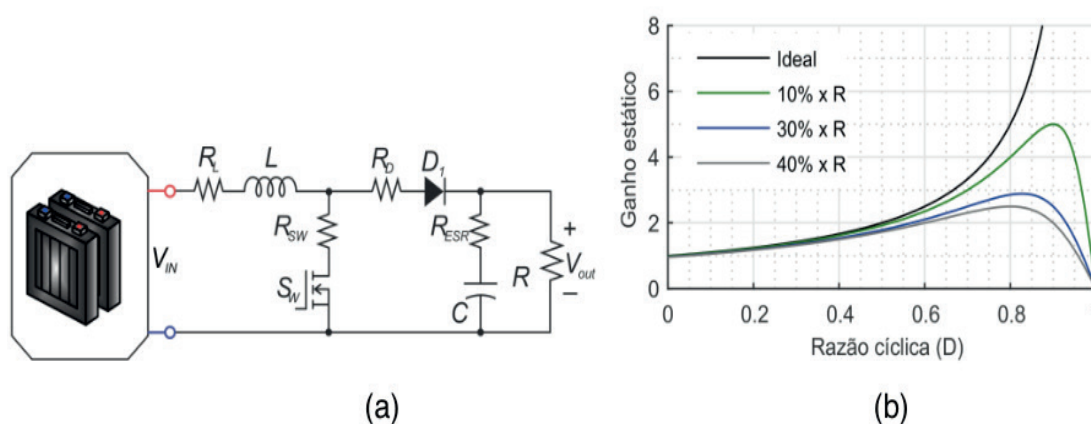 R_L
L
R_D
D_1
R_SW
R_ESR
V_IN
S_W
C
R
+
V_out
−
(a)
8
6
4
2
0
Ganho estático
Ideal
10% x R
30% x R
40% x R
0 0.2 0.4 0.6 0.8
Razão cíclica (D)
(b)